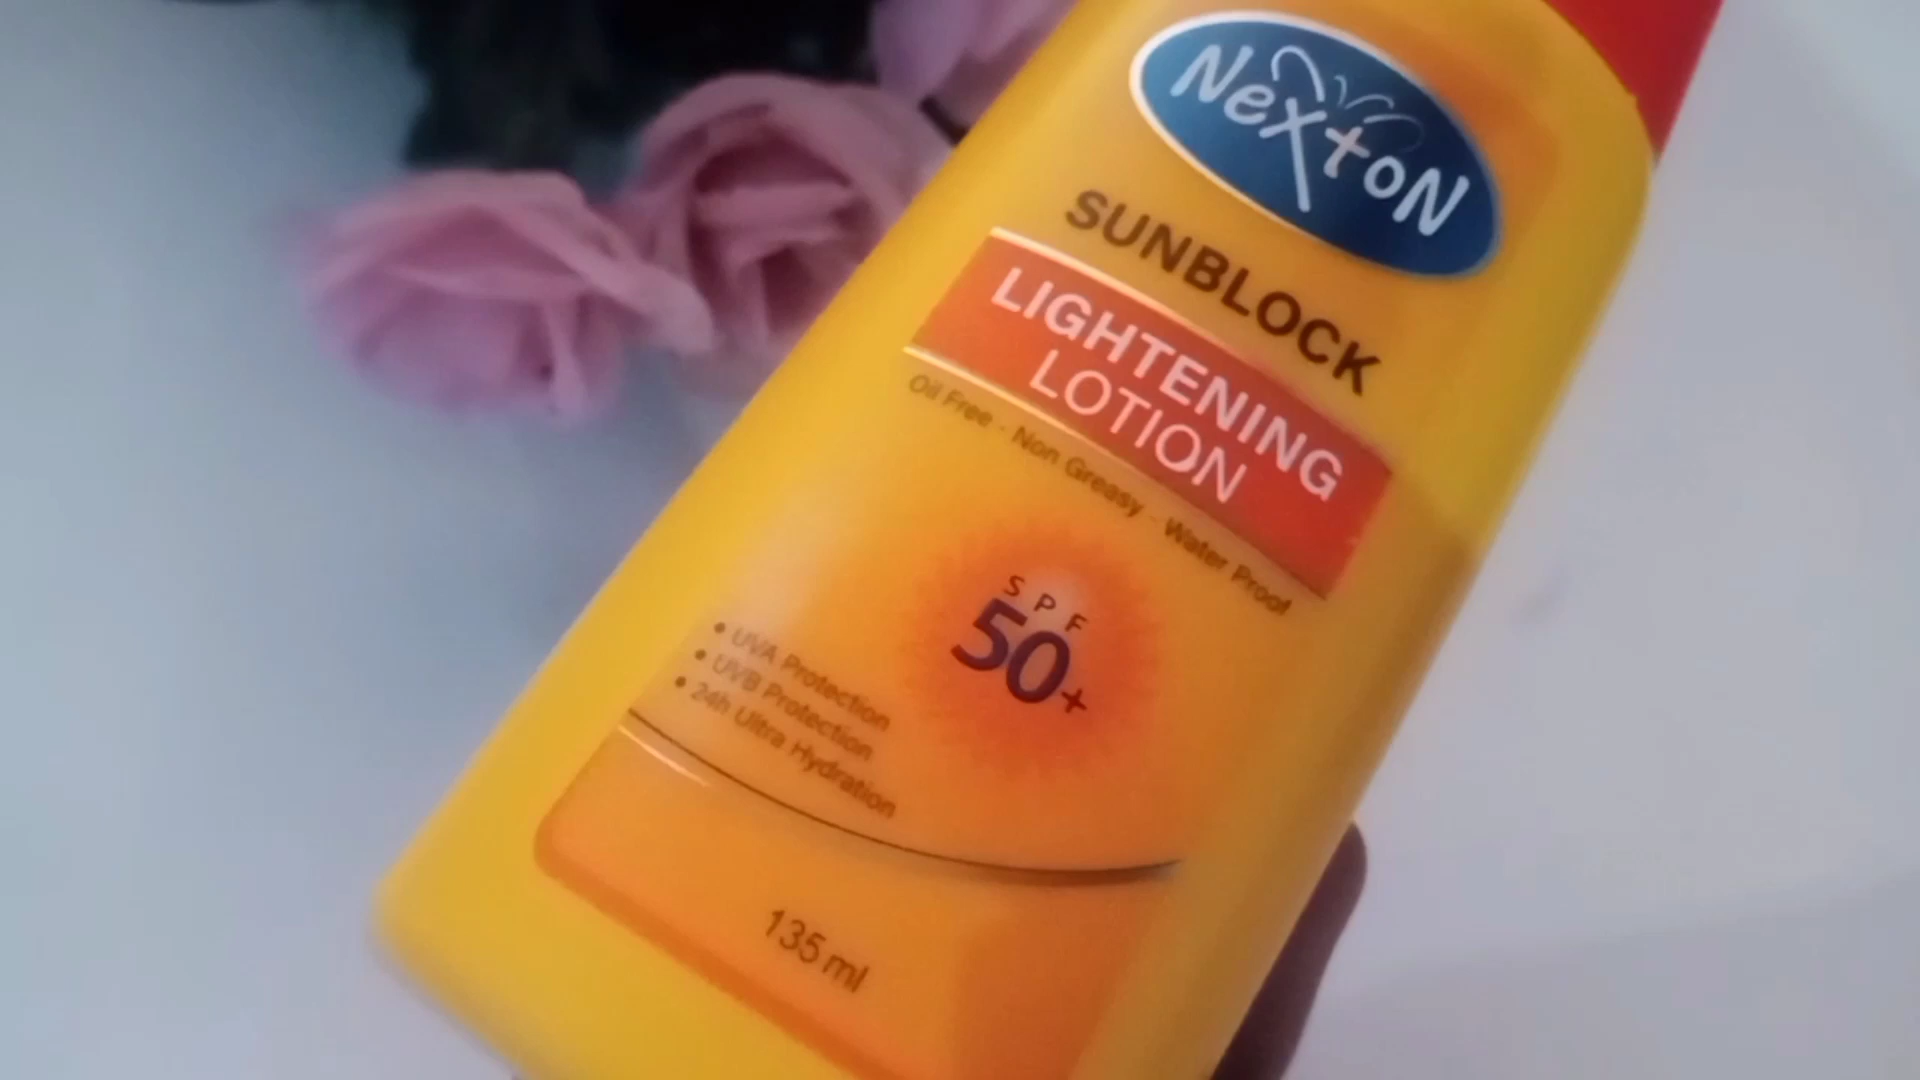 NextoN
SUNBLOCK
LIGHTENING
LOTION
Oil Free - Non Greasy - Water Proof
SPF
50+
• UVA Protection
• UVB Protection
• 24h Ultra Hydration
135 ml